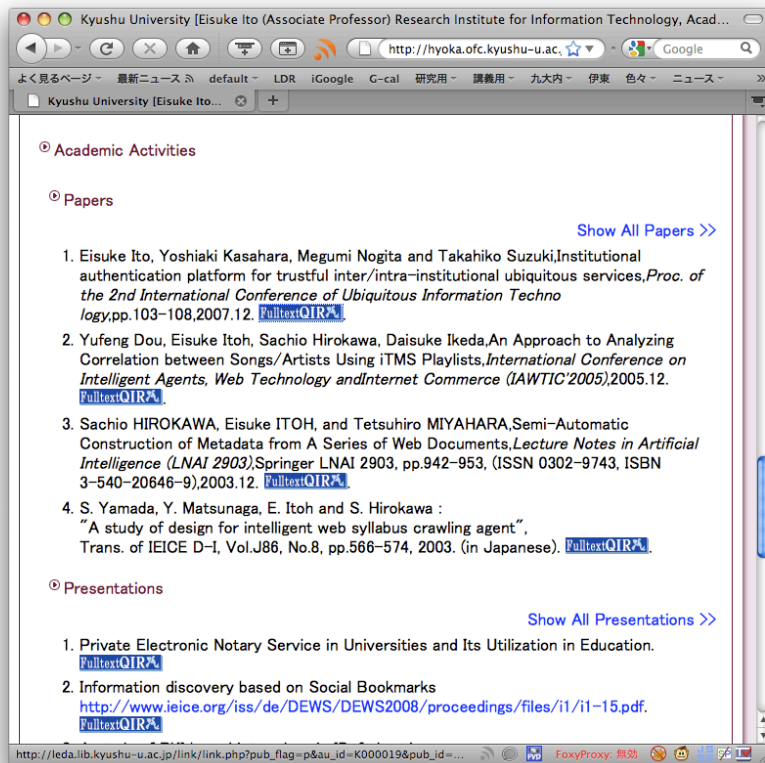 Kyushu University [Eisuke Ito (Associate Professor) Research Institute for Information Technology, Acad...
http://hyoka.ofc.kyushu-u.ac.
Google
よく見るページ 最新ニュース default LDR iGoogle G-cal 研究用 講義用 九大内 伊東 色々 ニュース »
Kyushu University [Eisuke Ito...
Academic Activities
Papers
Show All Papers >>
1. Eisuke Ito, Yoshiaki Kasahara, Megumi Nogita and Takahiko Suzuki,Institutional
authentication platform for trustful inter/intra-institutional ubiquitous services,Proc. of
the 2nd International Conference of Ubiquitous Information Techno
logy,pp.103-108,2007.12. FulltextQIR.
2. Yufeng Dou, Eisuke Itoh, Sachio Hirokawa, Daisuke Ikeda,An Approach to Analyzing
Correlation between Songs/Artists Using iTMS Playlists,International Conference on
Intelligent Agents, Web Technology andInternet Commerce (IAWTIC'2005),2005.12.
FulltextQIR.
3. Sachio HIROKAWA, Eisuke ITOH, and Tetsuhiro MIYAHARA,Semi-Automatic
Construction of Metadata from A Series of Web Documents,Lecture Notes in Artificial
Intelligence (LNAI 2903),Springer LNAI 2903, pp.942-953, (ISSN 0302-9743, ISBN
3-540-20646-9),2003.12. FulltextQIR.
4. S. Yamada, Y. Matsunaga, E. Itoh and S. Hirokawa :
"A study of design for intelligent web syllabus crawling agent",
Trans. of IEICE D-I, Vol.J86, No.8, pp.566-574, 2003. (in Japanese). FulltextQIR.
Presentations
Show All Presentations >>
1. Private Electronic Notary Service in Universities and Its Utilization in Education.
FulltextQIR
2. Information discovery based on Social Bookmarks
http://www.ieice.org/iss/de/DEWS/DEWS2008/proceedings/files/i1/i1-15.pdf.
FulltextQIR
http://leda.lib.kyushu-u.ac.jp/link/link.php?pub_flag=p&au_id=K000019&pub_id=... FoxyProxy: 無効